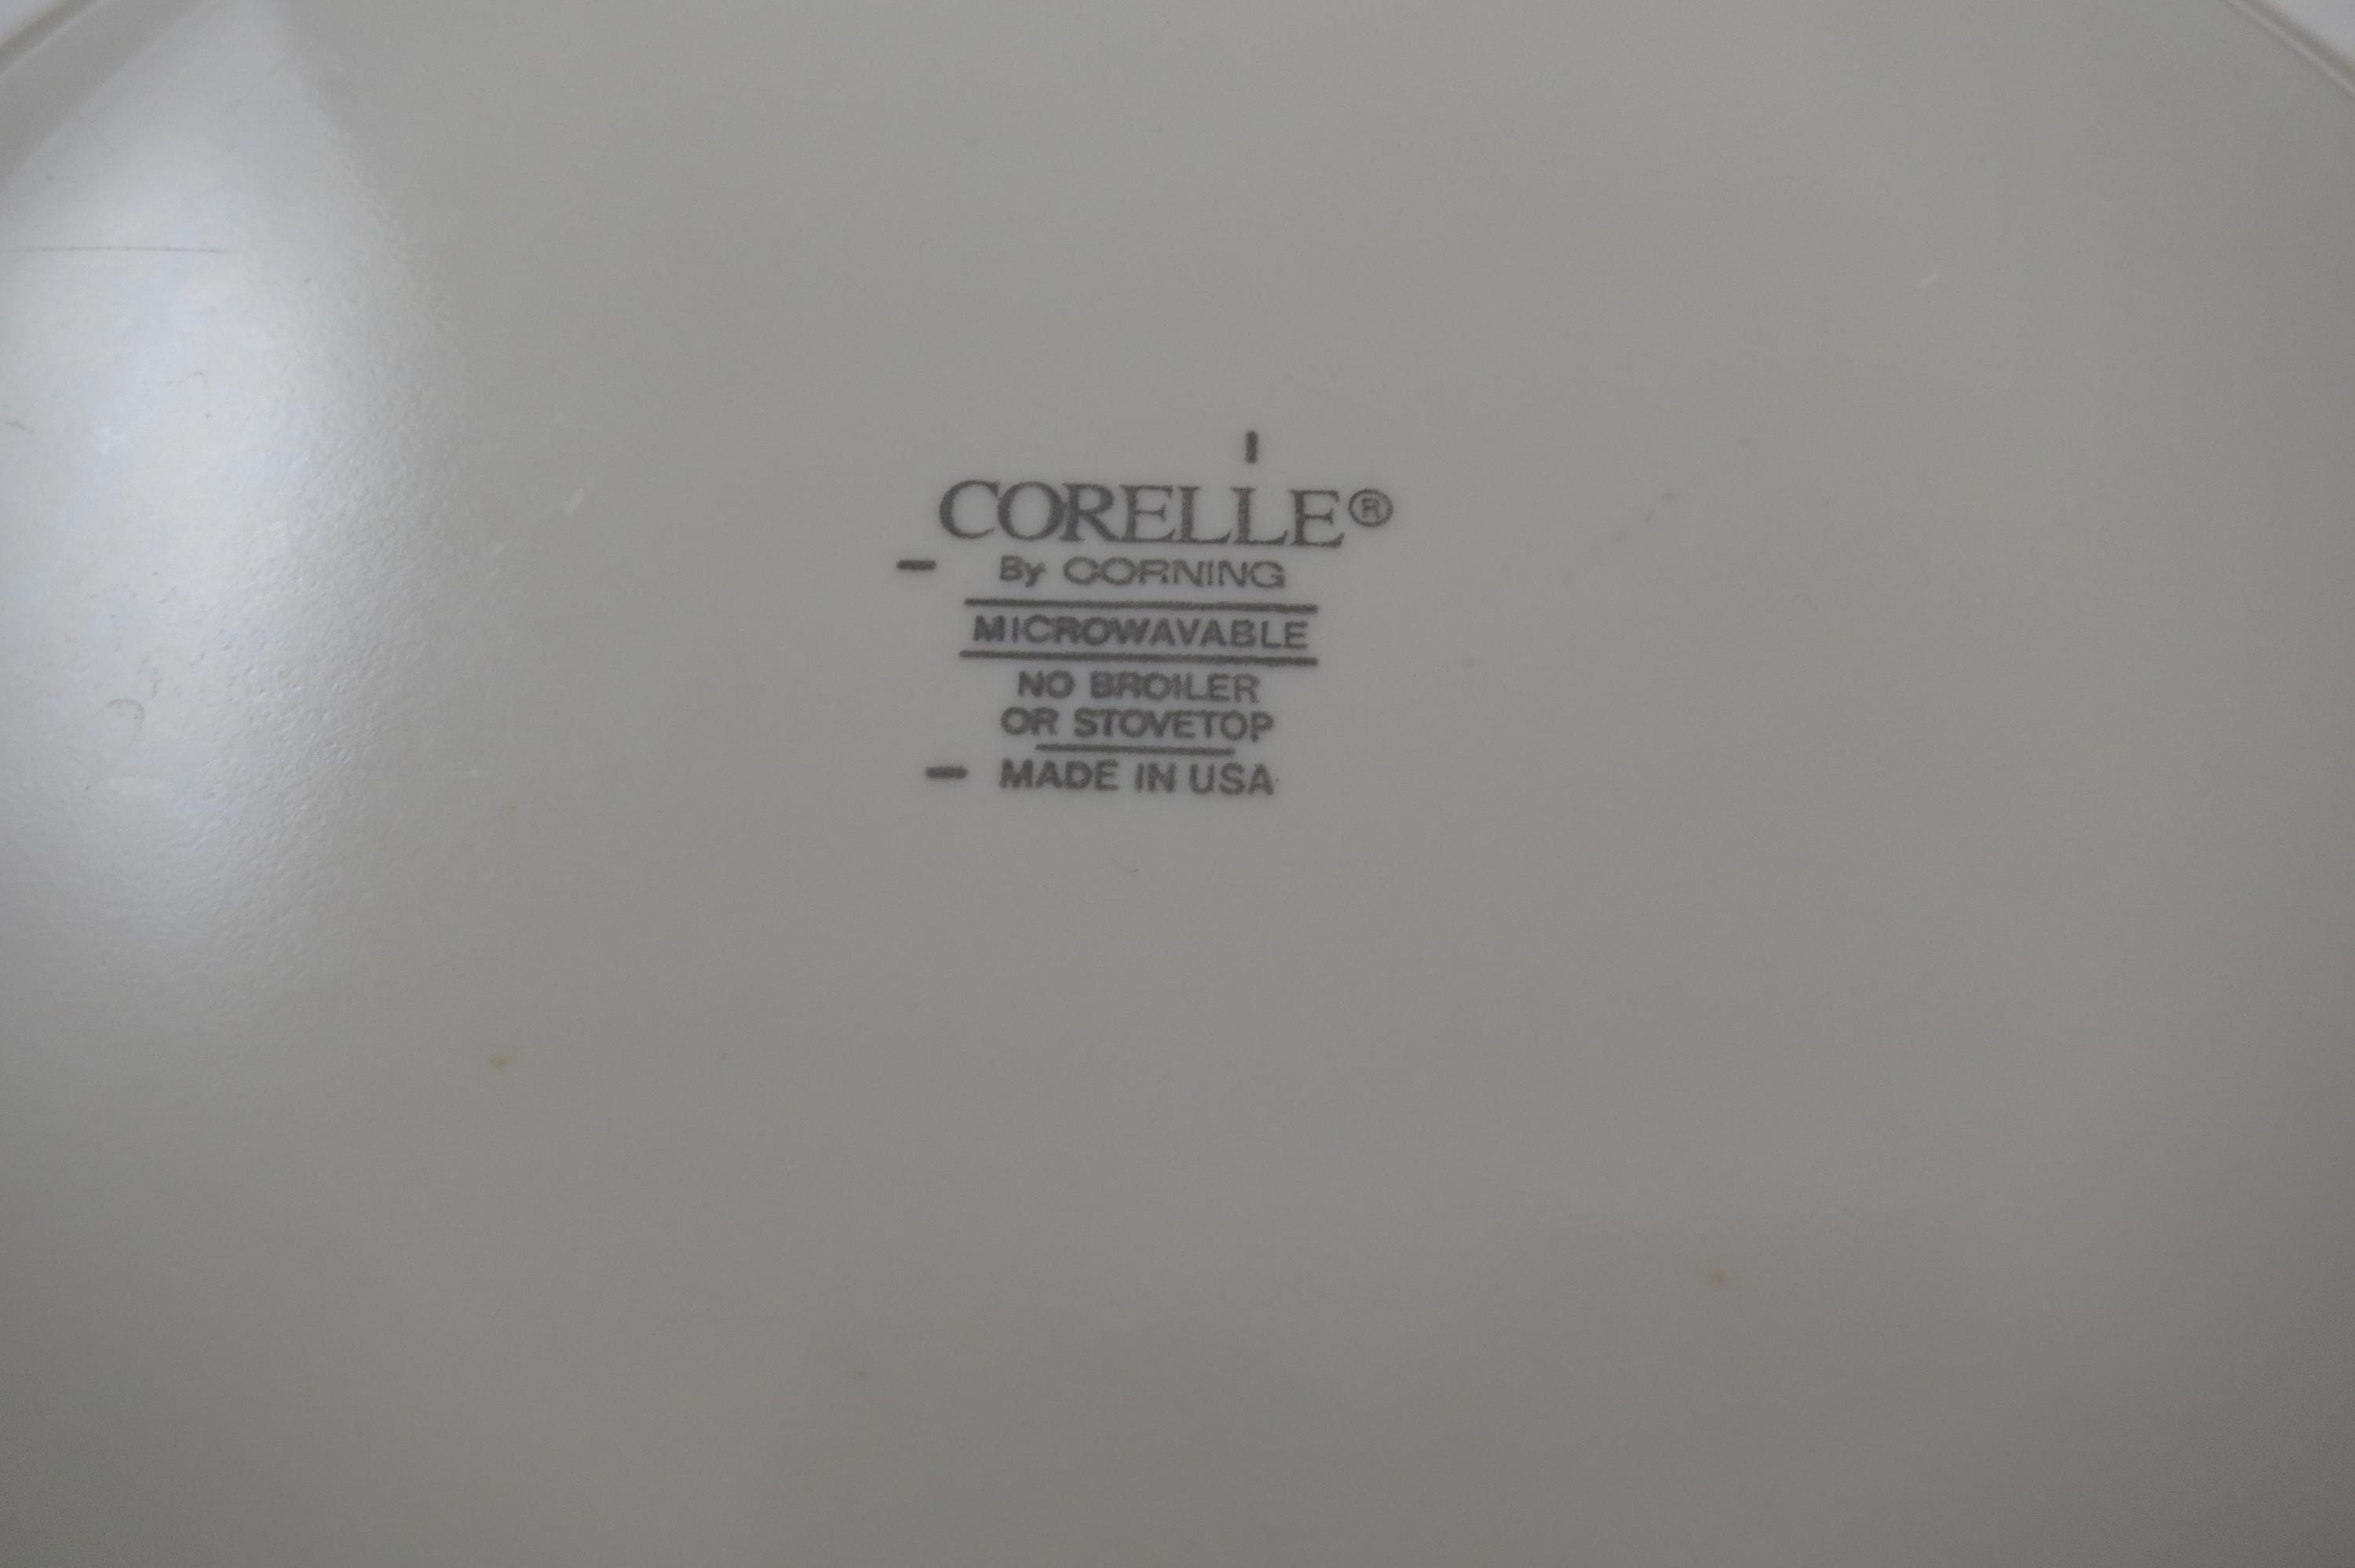 CORELLE®
By CORNING
MICROWAVABLE
NO BROILER
OR STOVETOP
MADE IN USA